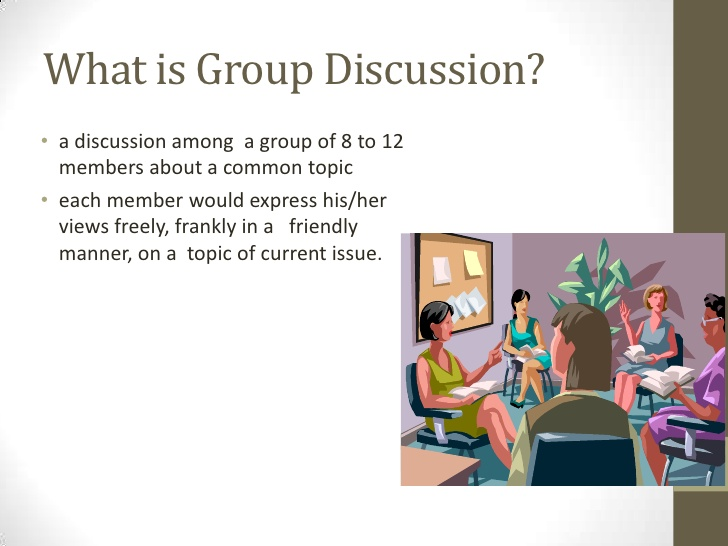 What is Group Discussion?
• a discussion among a group of 8 to 12
members about a common topic
• each member would express his/her
views freely, frankly in a friendly
manner, on a topic of current issue.